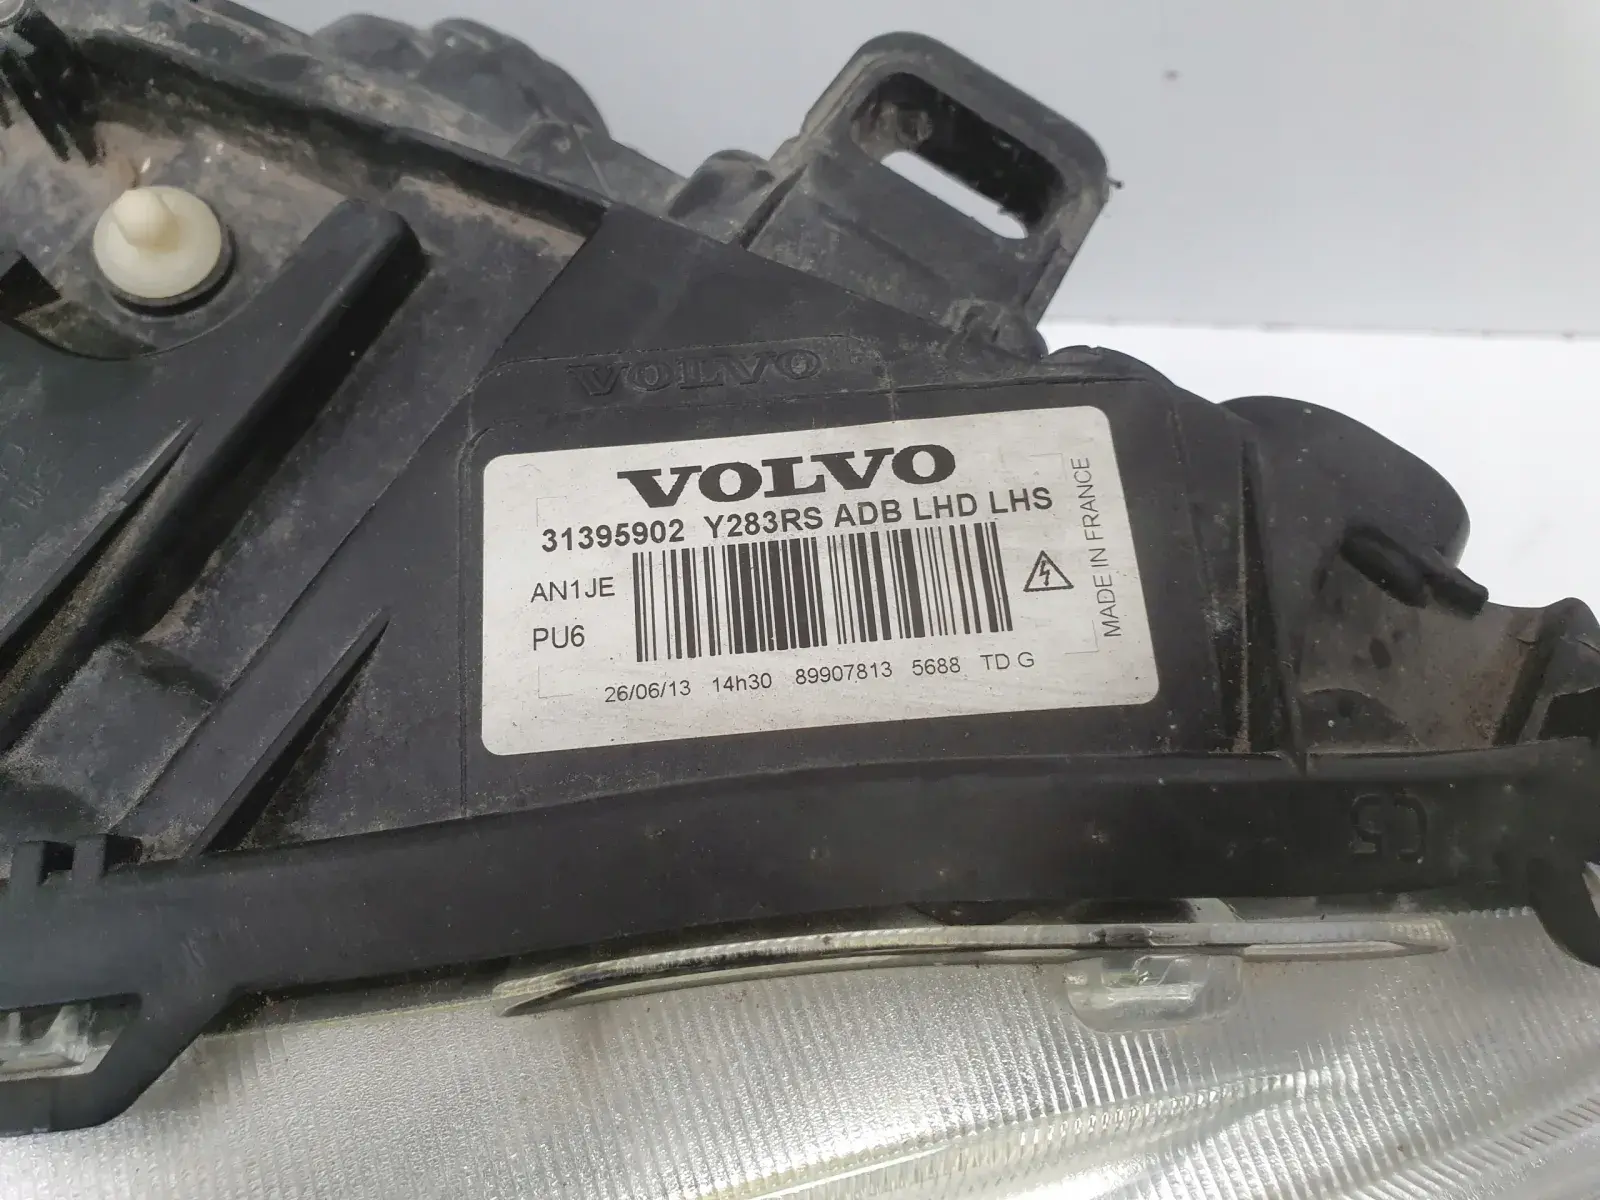 VOLVO
VOLVO
31395902 Y283RS ADB LHD LHS
AN1JE
PU6
26/06/13 14h30 89907813 5688 TD G
MADE IN FRANCE